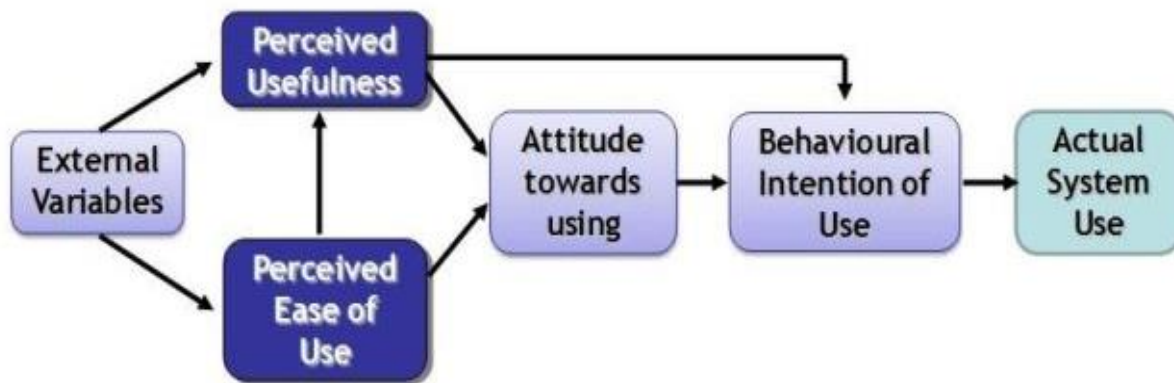 Perceived
Usefulness
External
Variables
Perceived
Ease of
Use
Attitude
towards
using
Behavioural
Intention of
Use
Actual
System
Use